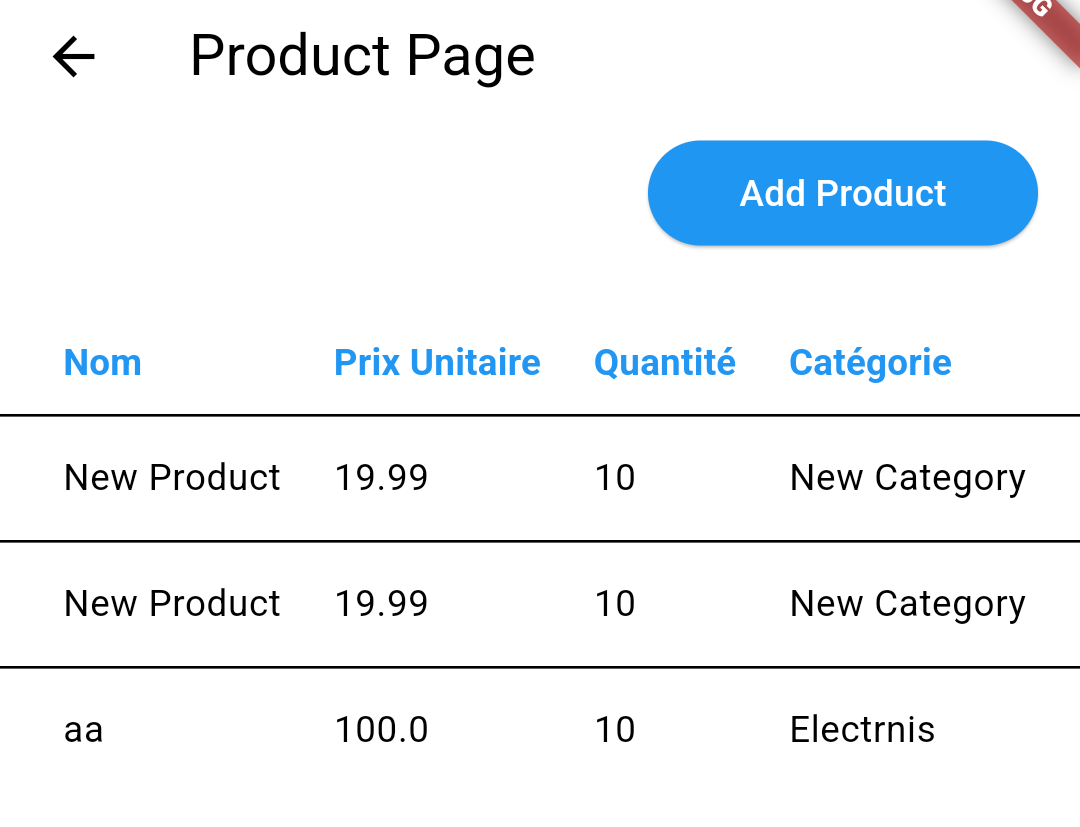 Product Page
Add Product
Nom Prix Unitaire Quantité Catégorie
New Product 19.99 10 New Category
New Product 19.99 10 New Category
aa 100.0 10 Electrnis